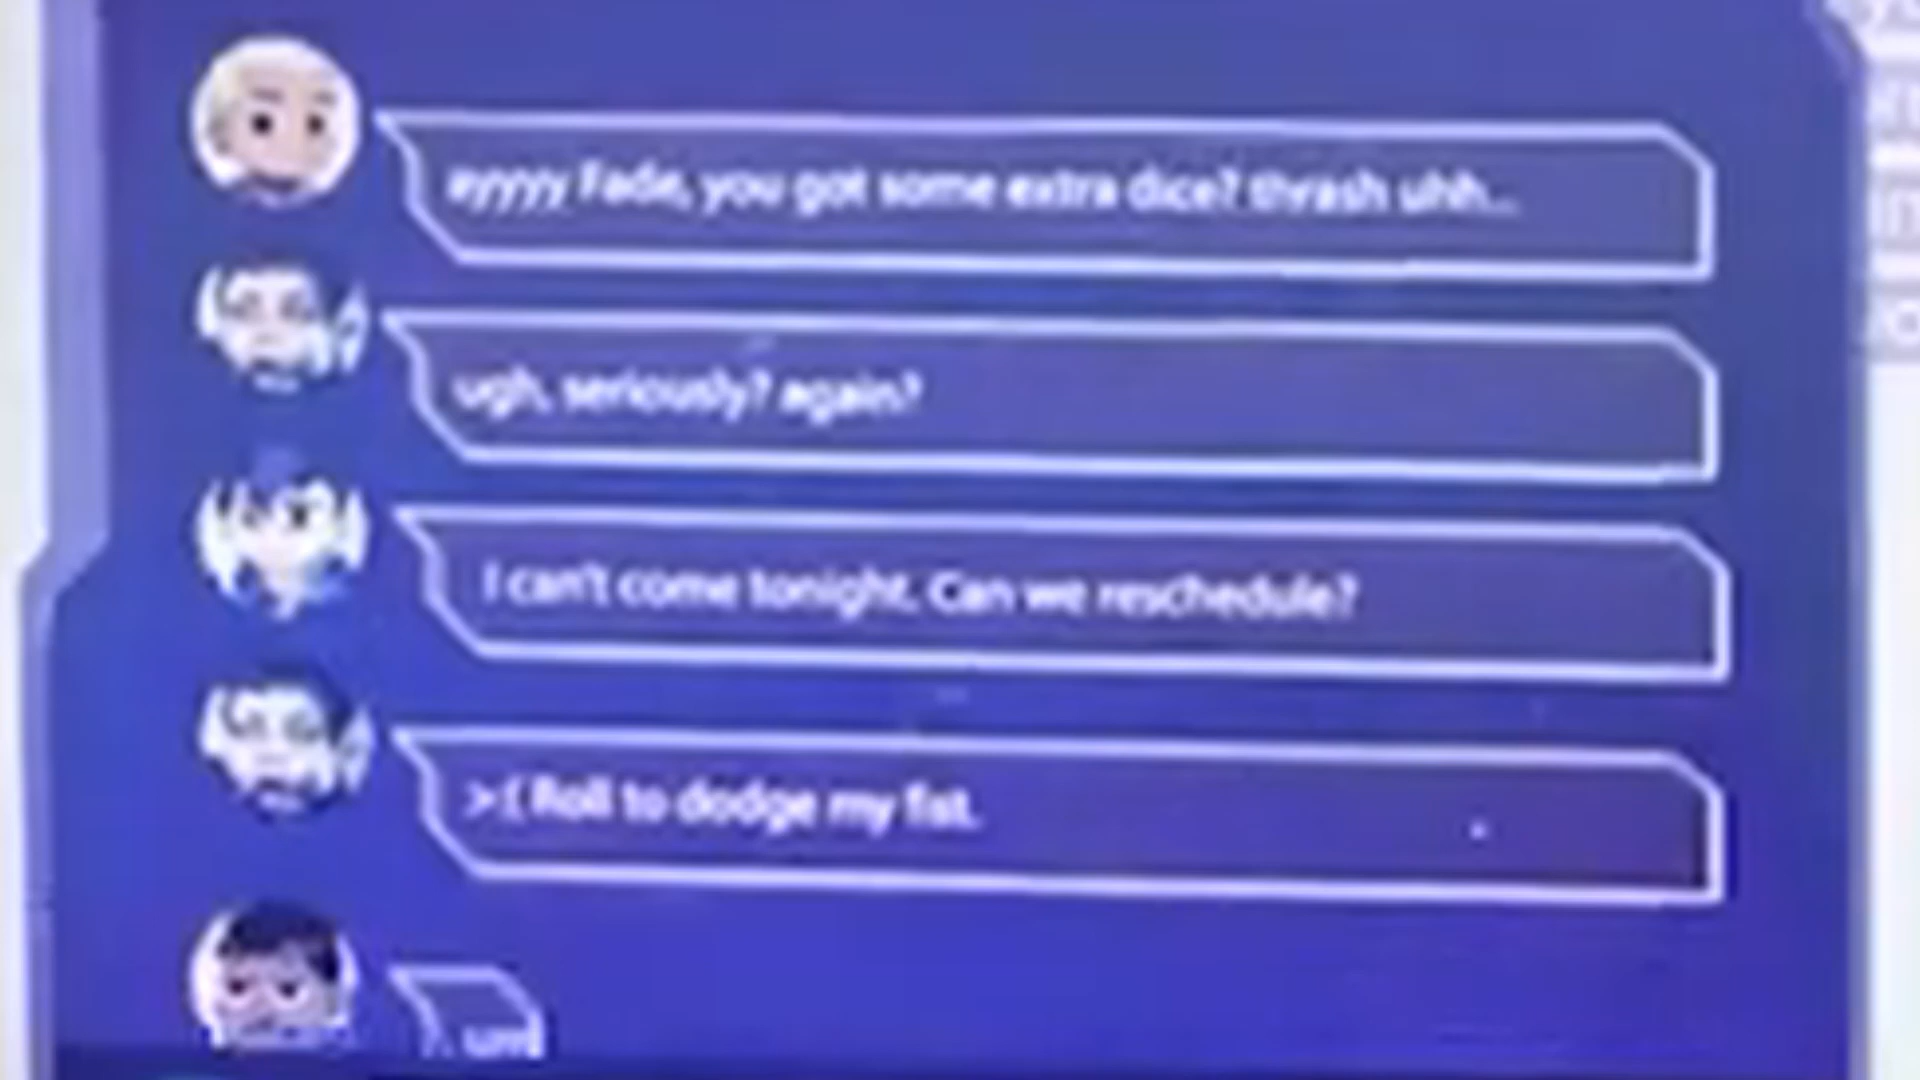 ayyyy Fade, you got some extra dice? thrash uhh...
ugh, seriously? again?
I can't come tonight. Can we reschedule?
>:( Roll to dodge my fist.
um